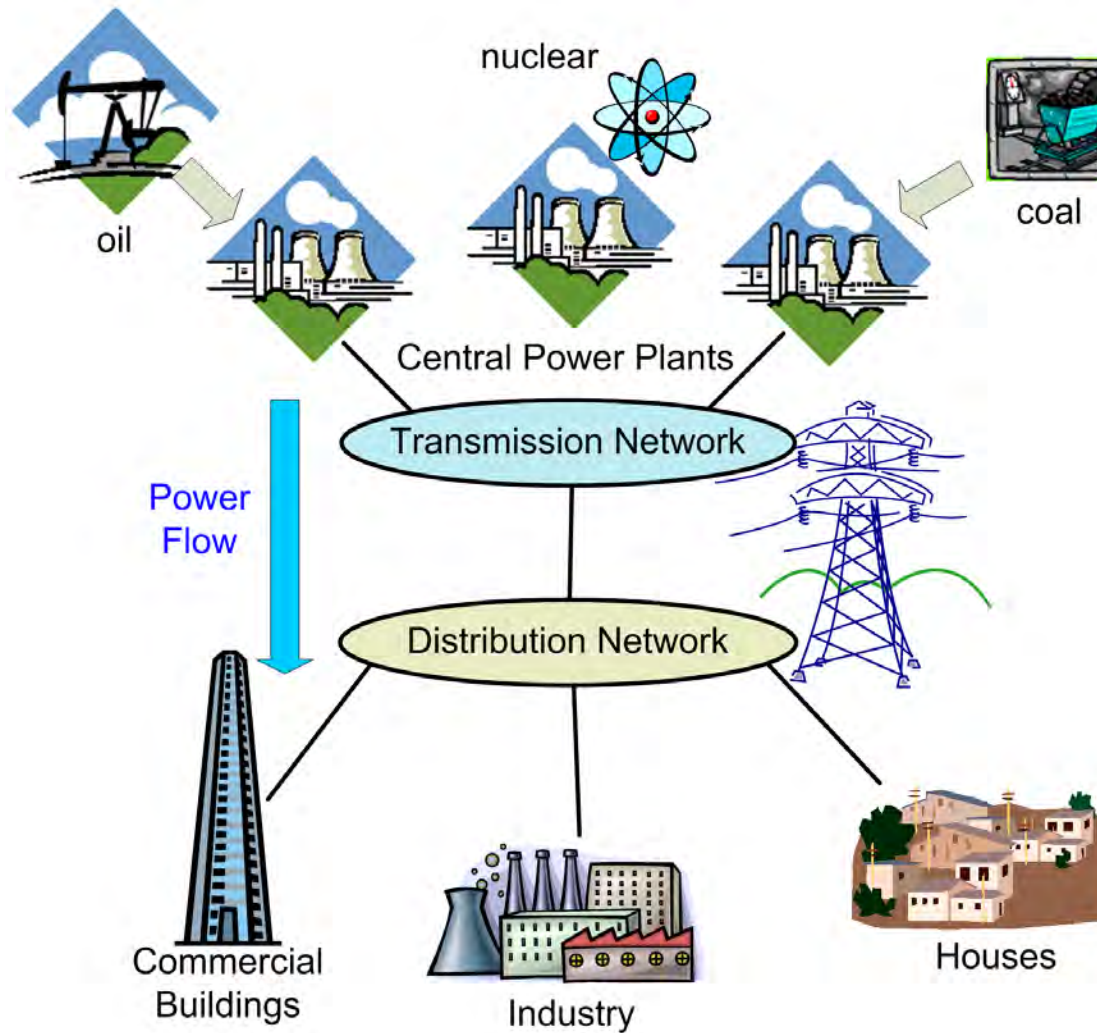 nuclear
oil
coal
Central Power Plants
Transmission Network
Power
Flow
Distribution Network
Commercial
Buildings
Industry
Houses